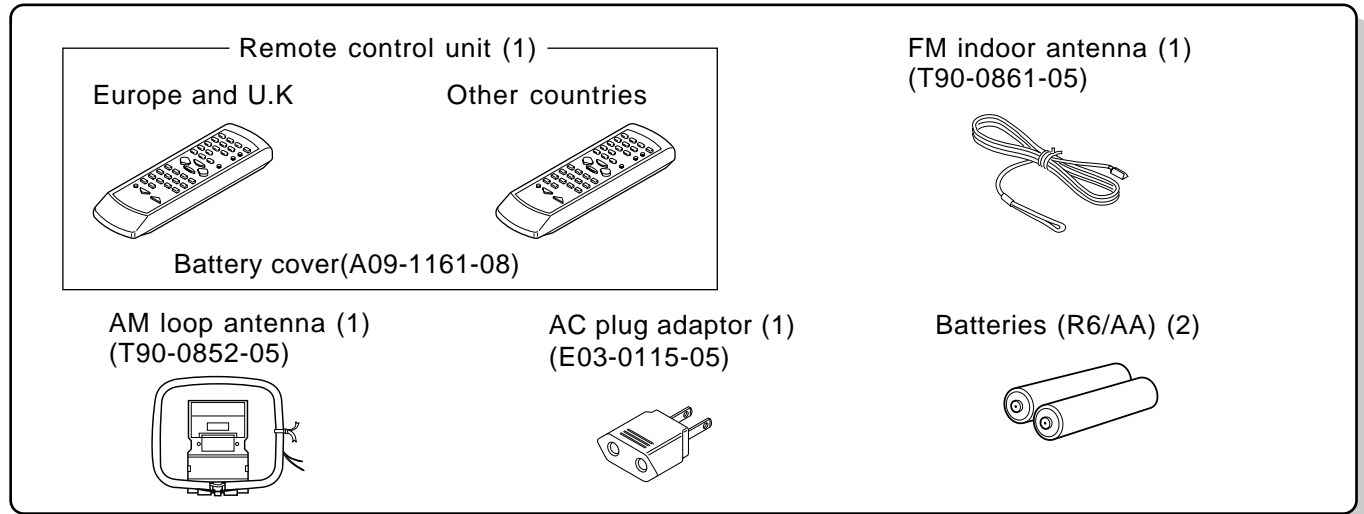 Remote control unit (1)
Europe and U.K
Other countries
Battery cover(A09-1161-08)
FM indoor antenna (1)
(T90-0861-05)
AM loop antenna (1)
(T90-0852-05)
AC plug adaptor (1)
(E03-0115-05)
Batteries (R6/AA) (2)